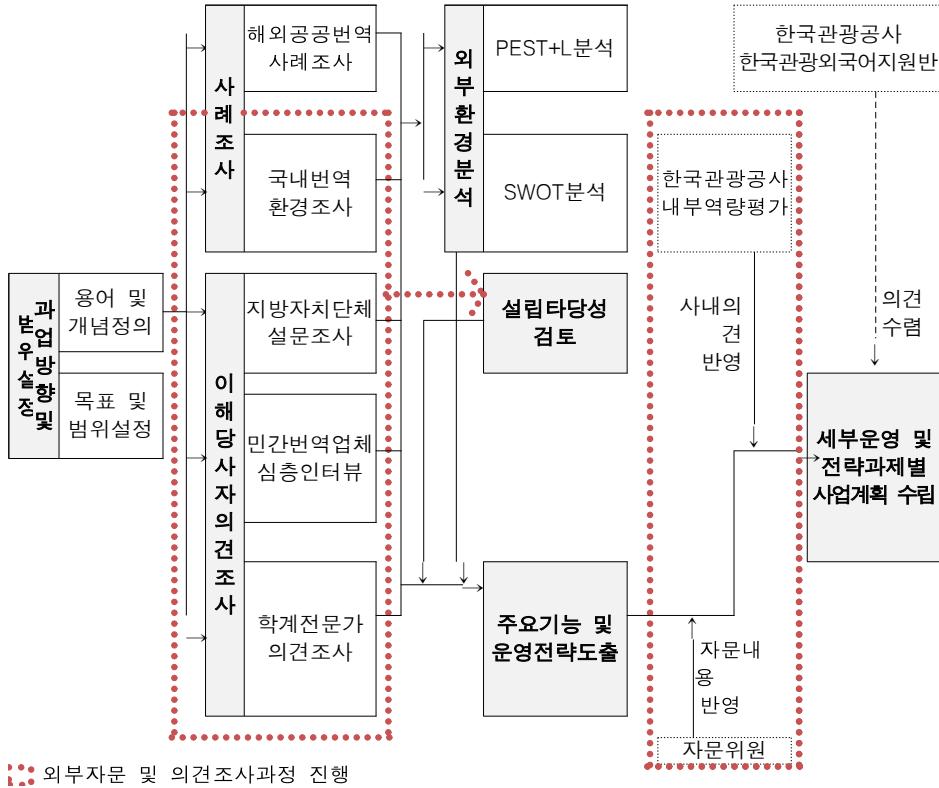 과업방향및
범위설정
용어 및
개념정의
목표 및
범위설정
사례조사
해외공공번역
사례조사
국내번역
환경조사
이해당사자의견조사
지방자치단체
설문조사
민간번역업체
심층인터뷰
학계전문가
의견조사
외부환경분석
PEST+L분석
SWOT분석
설립타당성
검토
주요기능 및
운영전략도출
한국관광공사
내부역량평가
사내의
견
반영
자문내
용
반영
자문위원
한국관광공사
한국관광외국어지원반
의견
수렴
세부운영 및
전략과제별
사업계획 수립
외부자문 및 의견조사과정 진행